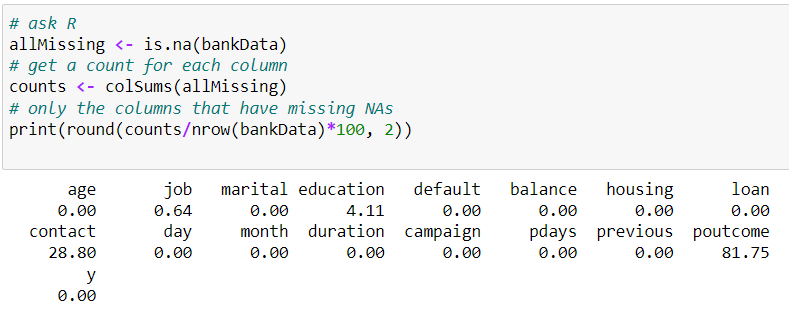 # ask R
allMissing <- is.na(bankData)
# get a count for each column
counts <- colSums(allMissing)
# only the columns that have missing NAs
print(round(counts/nrow(bankData)*100, 2))
age job marital education default balance housing loan
0.00 0.64 0.00 4.11 0.00 0.00 0.00 0.00
contact day month duration campaign pdays previous poutcome
28.80 0.00 0.00 0.00 0.00 0.00 0.00 81.75
y
0.00